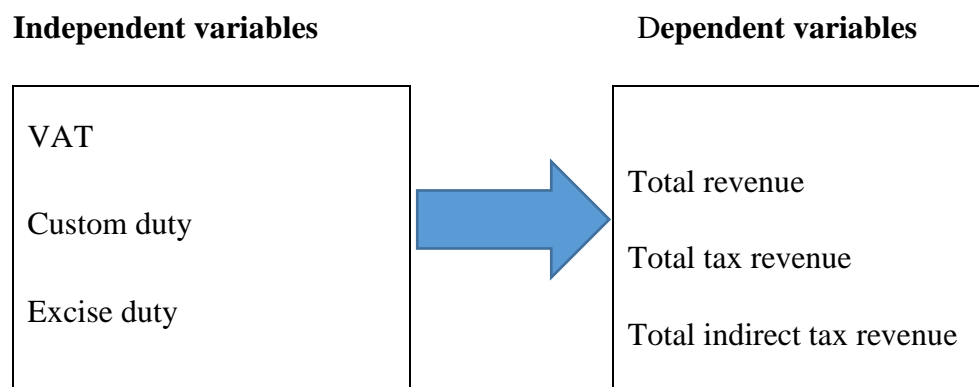 Independent variables
Dependent variables
VAT
Custom duty
Excise duty
Total revenue
Total tax revenue
Total indirect tax revenue